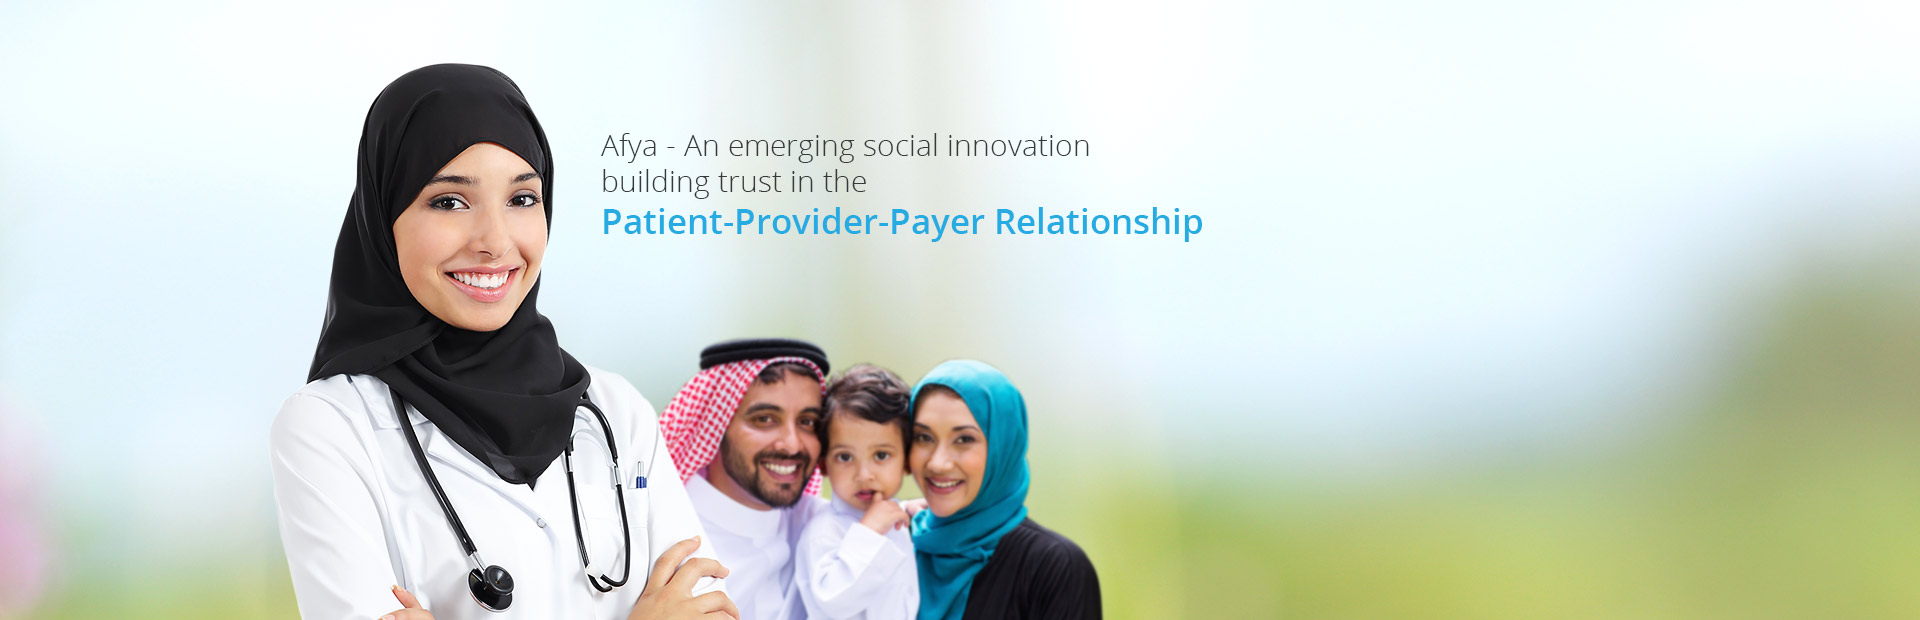 Afya - An emerging social innovation
building trust in the
Patient-Provider-Payer Relationship